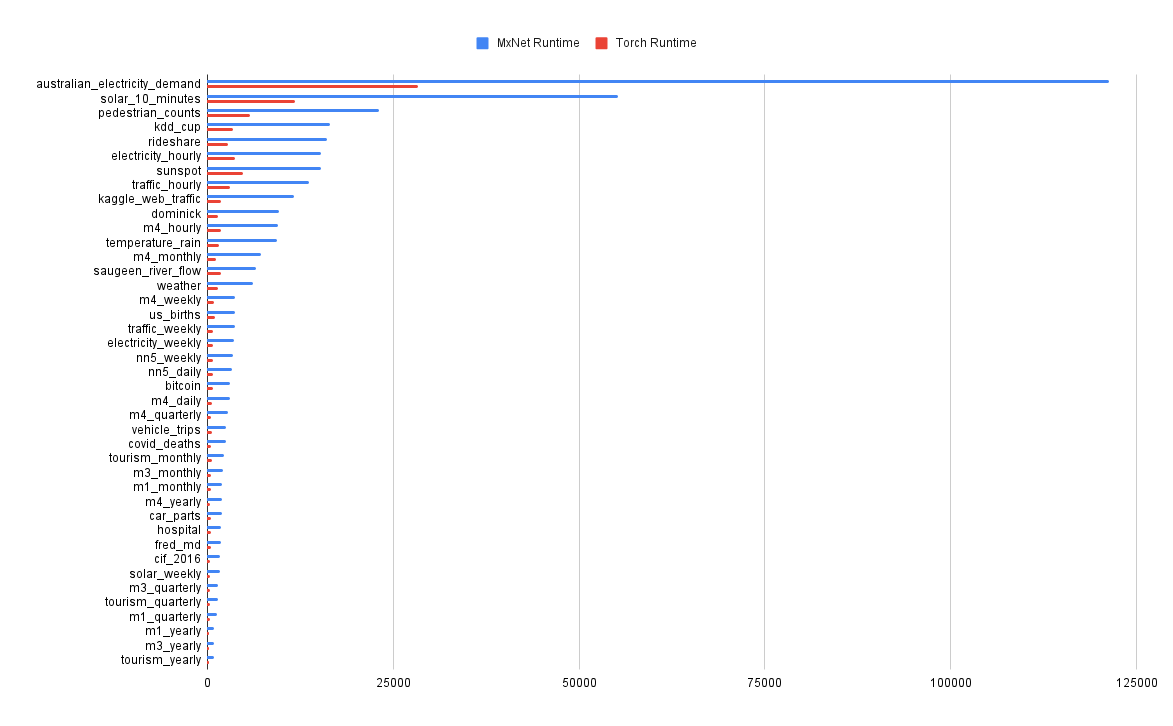 MxNet Runtime Torch Runtime
australian_electricity_demand
solar_10_minutes
pedestrian_counts
kdd_cup
rideshare
electricity_hourly
sunspot
traffic_hourly
kaggle_web_traffic
dominick
m4_hourly
temperature_rain
m4_monthly
saugeen_river_flow
weather
m4_weekly
us_births
traffic_weekly
electricity_weekly
nn5_weekly
nn5_daily
bitcoin
m4_daily
m4_quarterly
vehicle_trips
covid_deaths
tourism_monthly
m3_monthly
m1_monthly
m4_yearly
car_parts
hospital
fred_md
cif_2016
solar_weekly
m3_quarterly
tourism_quarterly
m1_quarterly
m1_yearly
m3_yearly
tourism_yearly
0 25000 50000 75000 100000 125000